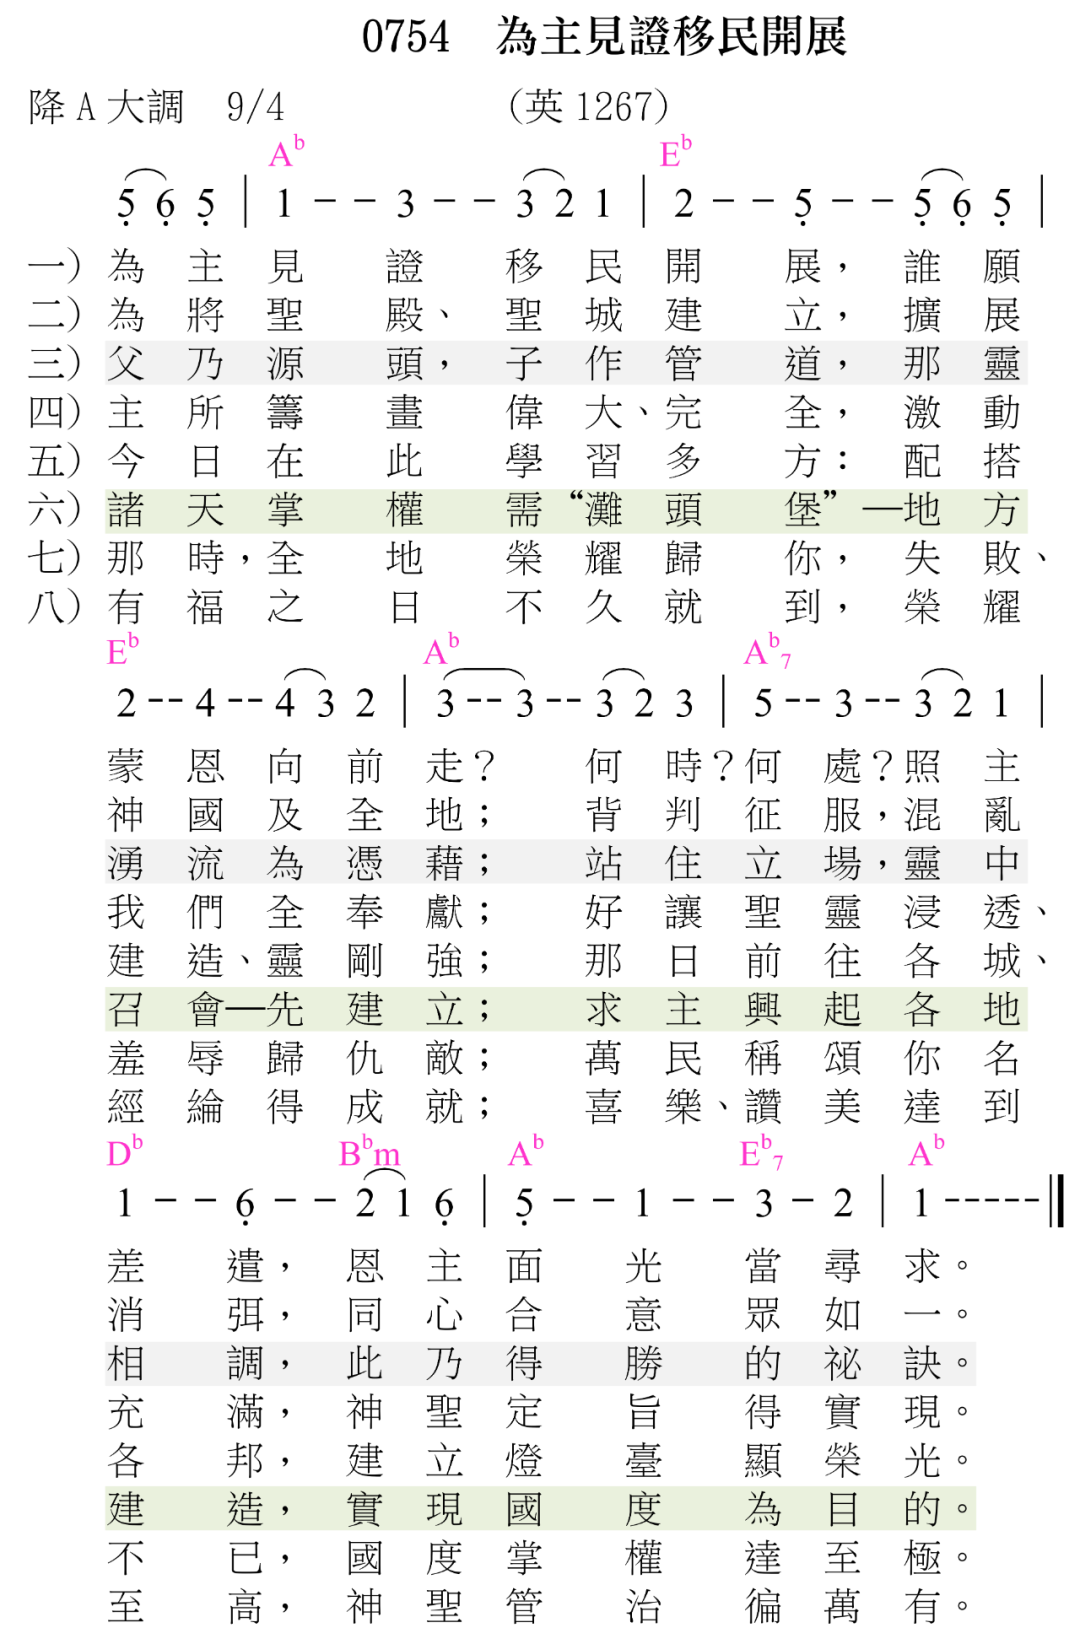 0754　為主見證移民開展
降 A 大調　9/4　（英 1267）
A♭ E♭
5̣ 6̣ 5̣ | 1 - - 3 - - 3 2 1 | 2 - - 5̣ - - 5̣ 6̣ 5̣ |
一）為主見證移民開展，誰願
二）為將聖殿、聖城建立，擴展
三）父乃源頭，子作管道，那靈
四）主所籌畫偉大、完全，激動
五）今日在此學習多方：配搭
六）諸天掌權需“灘頭堡”—地方
七）那時，全地榮耀歸你，失敗、
八）有福之日不久就到，榮耀
E♭ A♭ A♭7
2 -- 4 -- 4 3 2 | 3 -- 3 -- 3 2 3 | 5 -- 3 -- 3 2 1 |
蒙恩向前走？何時？何處？照主
神國及全地；背判征服，混亂
湧流為憑藉；站住立場，靈中
我們全奉獻；好讓聖靈浸透、
建造、靈剛強；那日前往各城、
召會—先建立；求主興起各地
羞辱歸仇敵；萬民稱頌你名
經綸得成就；喜樂、讚美達到
D♭ B♭m A♭ E♭7 A♭
1 - - 6̣ - - 2 1 6̣ | 5̣ - - 1 - - 3 - 2 | 1 ----- ‖
差遣，恩主面光當尋求。
消弭，同心合意眾如一。
相調，此乃得勝的祕訣。
充滿，神聖定旨得實現。
各邦，建立燈臺顯榮光。
建造，實現國度為目的。
不已，國度掌權達至極。
至高，神聖管治徧萬有。